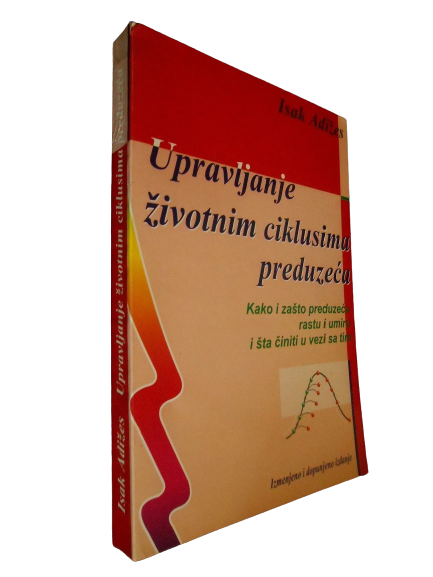 Isak Adižes
Upravljanje
životnim ciklusima
preduzeća
Kako i zašto preduzeća
rastu i umiru
i šta činiti u vezi sa tim
Izmenjeno i dopunjeno izdanje
Isak Adižes Upravljanje životnim ciklusima preduzeća